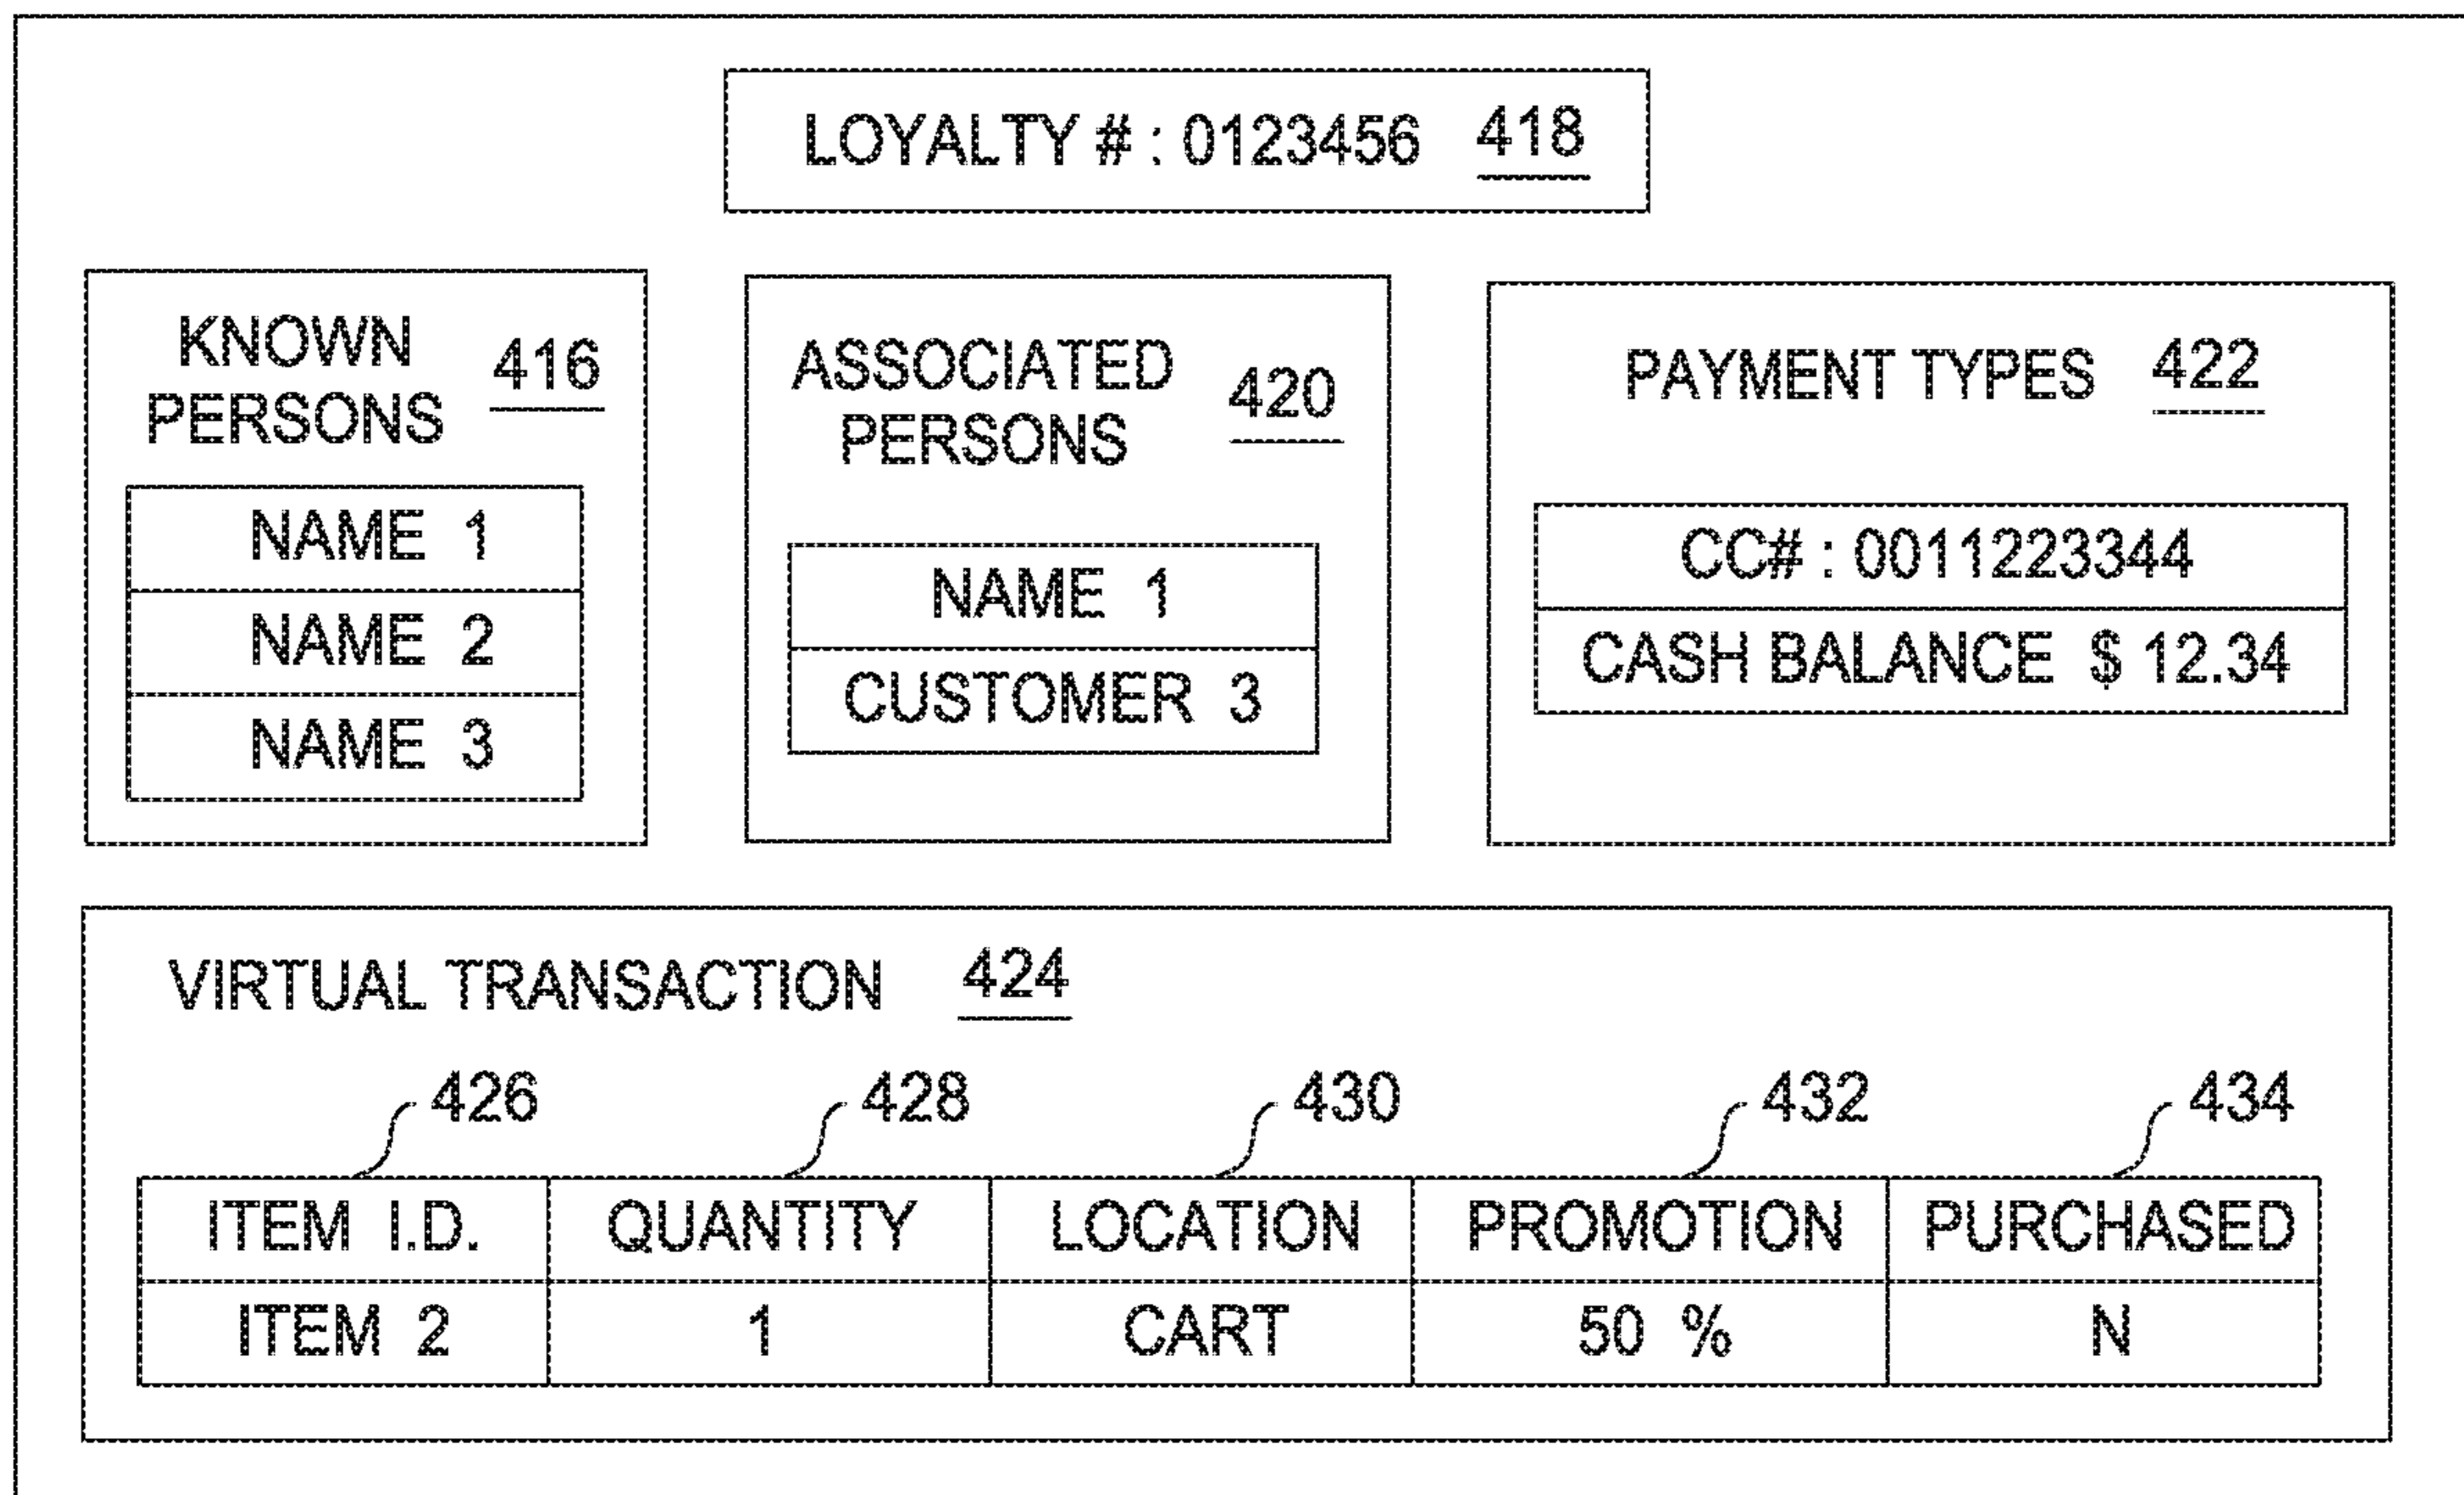 LOYALTY # : 0123456 418
KNOWN
PERSONS 416
NAME 1
NAME 2
NAME 3
ASSOCIATED
PERSONS 420
NAME 1
CUSTOMER 3
PAYMENT TYPES 422
CC# : 0011223344
CASH BALANCE $ 12.34
VIRTUAL TRANSACTION 424
426 428 430 432 434
ITEM I.D. QUANTITY LOCATION PROMOTION PURCHASED
ITEM 2 1 CART 50 % N